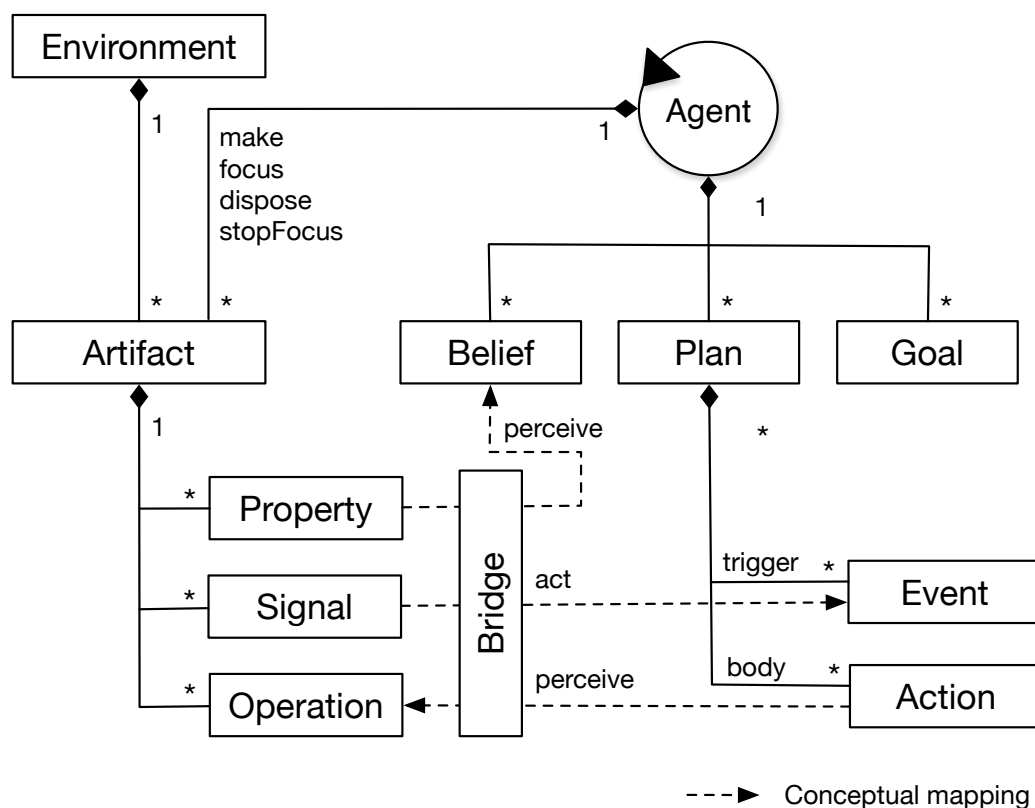 Environment
Agent
1
1
make
focus
dispose
stopFocus
1
*
*
*
*
*
Artifact
Belief
Plan
Goal
1
perceive
*
*
Property
*
Signal
Bridge
act
trigger
*
Event
*
Operation
perceive
body
*
Action
Conceptual mapping